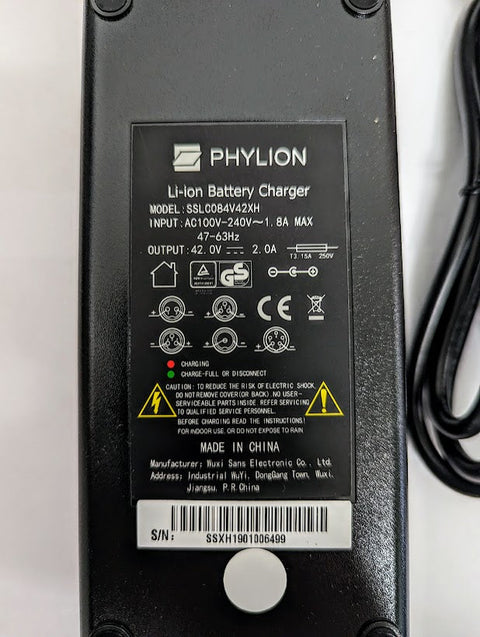 PHYLION
Li-ion Battery Charger
MODEL: SSLC084V42XH
INPUT: AC100V-240V~1.8A MAX
47-63Hz
OUTPUT: 42.0V ⎓ 2.0A
T3.15A 250V
GS
CE
CHARGING
CHARGE-FULL OR DISCONNECT
CAUTION: TO REDUCE THE RISK OF ELECTRIC SHOCK,
DO NOT REMOVE COVER(OR BACK). NO USER-
SERVICEABLE PARTS INSIDE. REFER SERVICING
TO QUALIFIED SERVICE PERSONNEL.
BEFORE CHARGING READ THE INSTRUCTIONS!
FOR INDOOR USE, OR DO NOT EXPOSE TO RAIN
MADE IN CHINA
Manufacturer: Wuxi Sans Electronic Co., Ltd.
Address: Industrial WuYi, DongGang Town, Wuxi,
Jiangsu, P.R.China
S/N:
SSXH1901006499